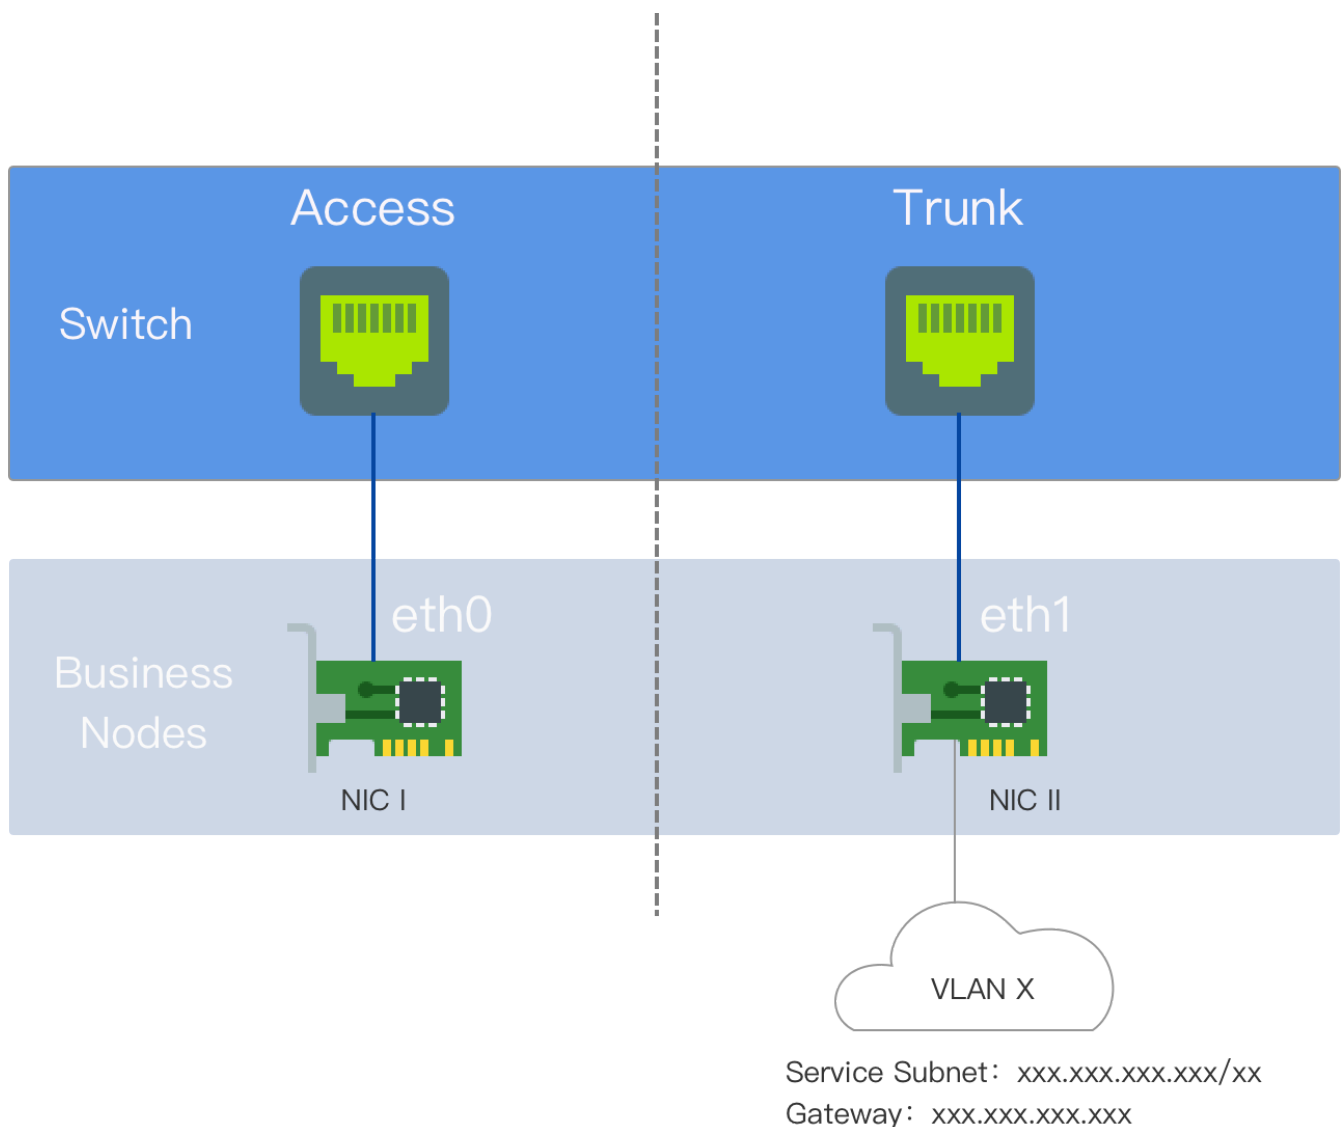 Access
Trunk
Switch
eth0
eth1
Business
Nodes
NIC I
NIC II
VLAN X
Service Subnet：xxx.xxx.xxx.xxx/xx
Gateway：xxx.xxx.xxx.xxx